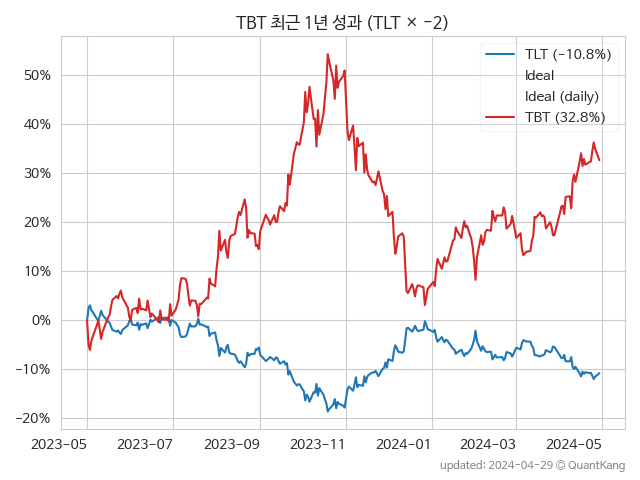 TBT 최근 1년 성과 (TLT × −2)
TLT (−10.8%)
Ideal
Ideal (daily)
TBT (32.8%)
50%
40%
30%
20%
10%
0%
−10%
−20%
2023−05 2023−07 2023−09 2023−11 2024−01 2024−03 2024−05
updated: 2024−04−29 © QuantKang